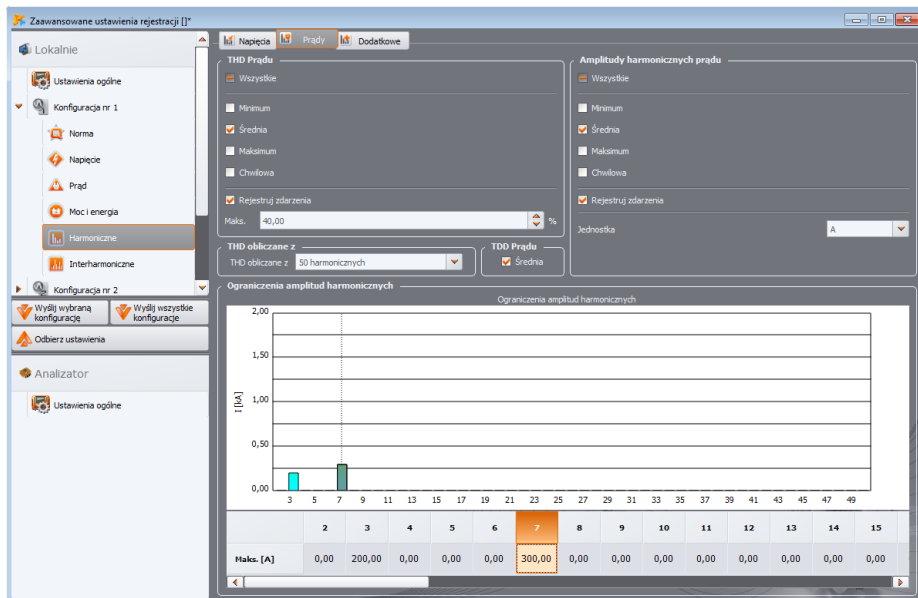 Zaawansowane ustawienia rejestracji []*
Lokalnie
Ustawienia ogólne
Konfiguracja nr 1
Norma
Napięcie
Prąd
Moc i energia
Harmoniczne
Interharmoniczne
Konfiguracja nr 2
Wyślij wybraną konfigurację
Wyślij wszystkie konfiguracje
Odbierz ustawienia
Analizator
Ustawienia ogólne
Napięcia Prądy Dodatkowe
THD Prądu
Wszystkie
Minimum
Średnia
Maksimum
Chwilowa
Rejestruj zdarzenia
Maks. 40,00 %
THD obliczane z
THD obliczane z 50 harmonicznych
TDD Prądu
Średnia
Amplitudy harmonicznych prądu
Wszystkie
Minimum
Średnia
Maksimum
Chwilowa
Rejestruj zdarzenia
Jednostka A
Ograniczenia amplitud harmonicznych
Ograniczenia amplitud harmonicznych
2,00
1,50
1,00
0,50
0,00
I [kA]
3 5 7 9 11 13 15 17 19 21 23 25 27 29 31 33 35 37 39 41 43 45 47 49
2 3 4 5 6 7 8 9 10 11 12 13 14 15
Maks. [A] 0,00 200,00 0,00 0,00 0,00 300,00 0,00 0,00 0,00 0,00 0,00 0,00 0,00 0,00